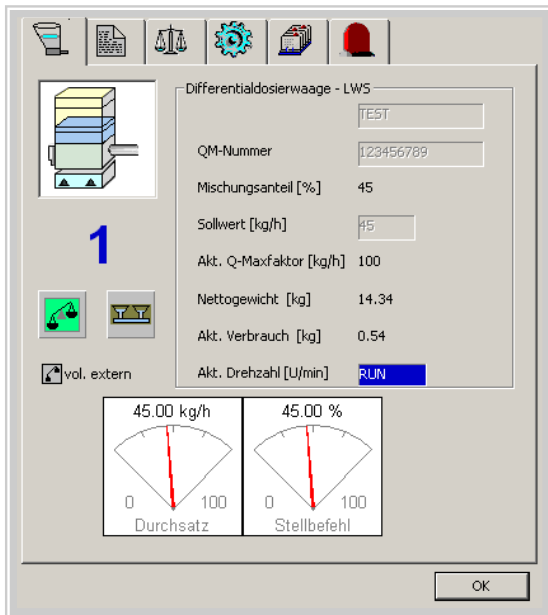 Differentialdosierwaage - LWS
TEST
QM-Nummer 123456789
Mischungsanteil [%] 45
Sollwert [kg/h] 45
Akt. Q-Maxfaktor [kg/h] 100
Nettogewicht [kg] 14.34
Akt. Verbrauch [kg] 0.54
Akt. Drehzahl [U/min] RUN
1
vol. extern
45.00 kg/h 45.00 %
0 100 0 100
Durchsatz Stellbefehl
OK